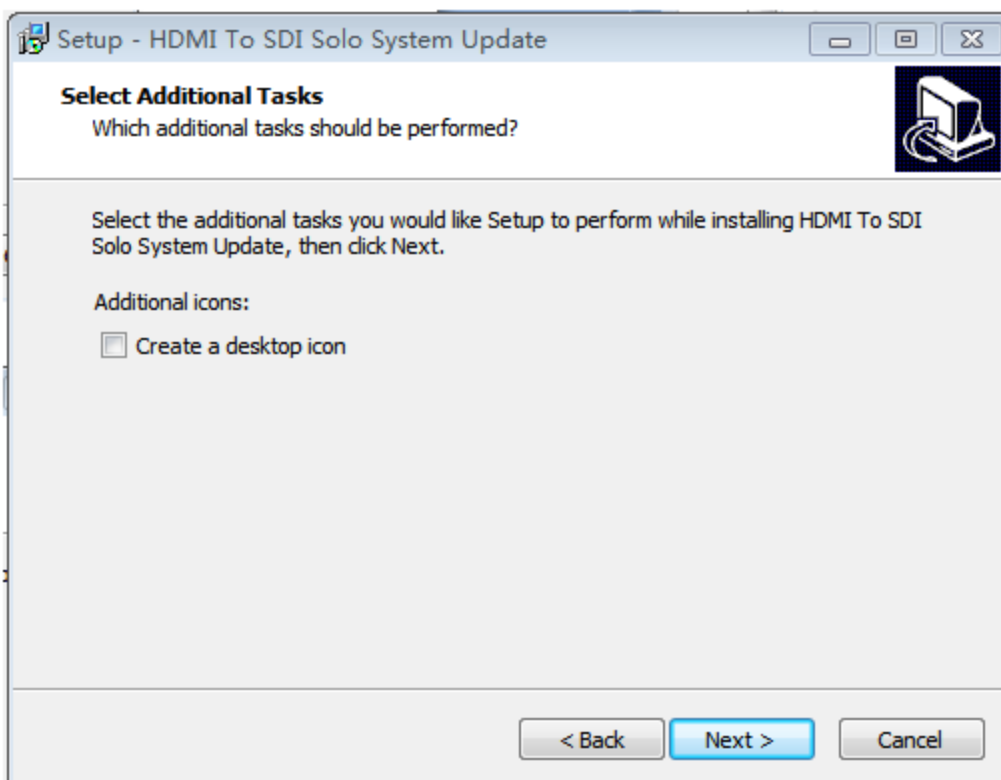 Setup - HDMI To SDI Solo System Update
Select Additional Tasks
Which additional tasks should be performed?
Select the additional tasks you would like Setup to perform while installing HDMI To SDI
Solo System Update, then click Next.
Additional icons:
Create a desktop icon
< Back
Next >
Cancel